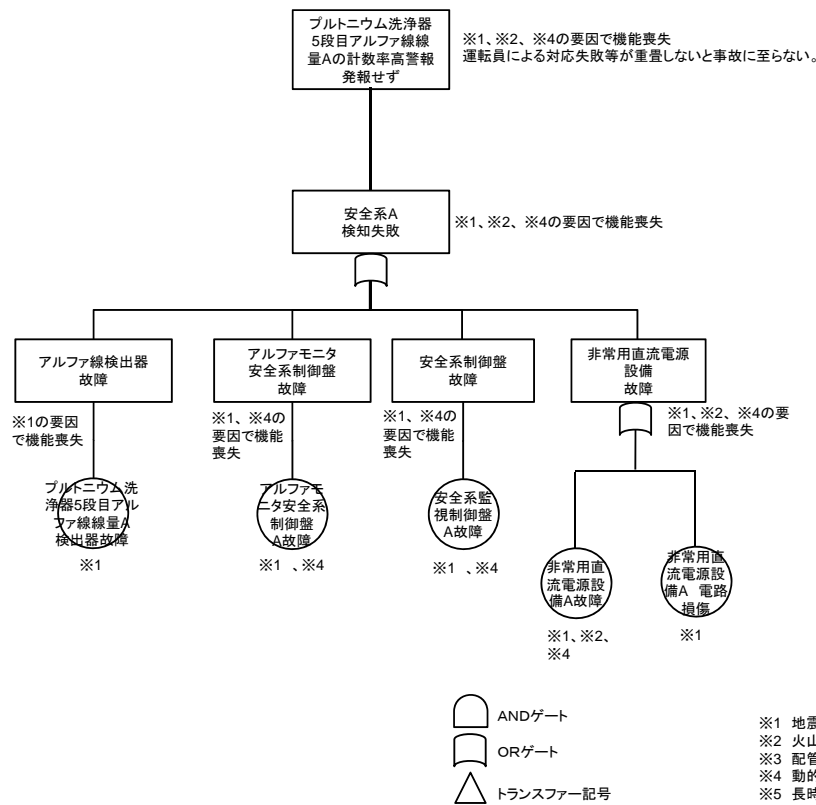 プルトニウム洗浄器
5段目アルファ線線
量Aの計数率高警報
発報せず
※1、※2、※4の要因で機能喪失
運転員による対応失敗等が重畳しないと事故に至らない。
安全系A
検知失敗
※1、※2、※4の要因で機能喪失
アルファ線検出器
故障
アルファモニタ
安全系制御盤
故障
安全系制御盤
故障
非常用直流電源
設備
故障
※1の要因
で機能喪失
※1、※4の
要因で機能
喪失
※1、※4の
要因で機能
喪失
※1、※2、※4の要
因で機能喪失
プルトニウム洗
浄器5段目アル
ファ線線量A
検出器故障
※1
アルファモ
ニタ安全系
制御盤
A故障
※1 、※4
安全系監
視制御盤
A故障
※1 、※4
非常用直
流電源設
備A故障
※1、※2、
※4
非常用直
流電源設
備A 電路
損傷
※1
ANDゲート
ORゲート
トランスファー記号
※1 地震
※2 火山
※3 配管
※4 動的
※5 長時